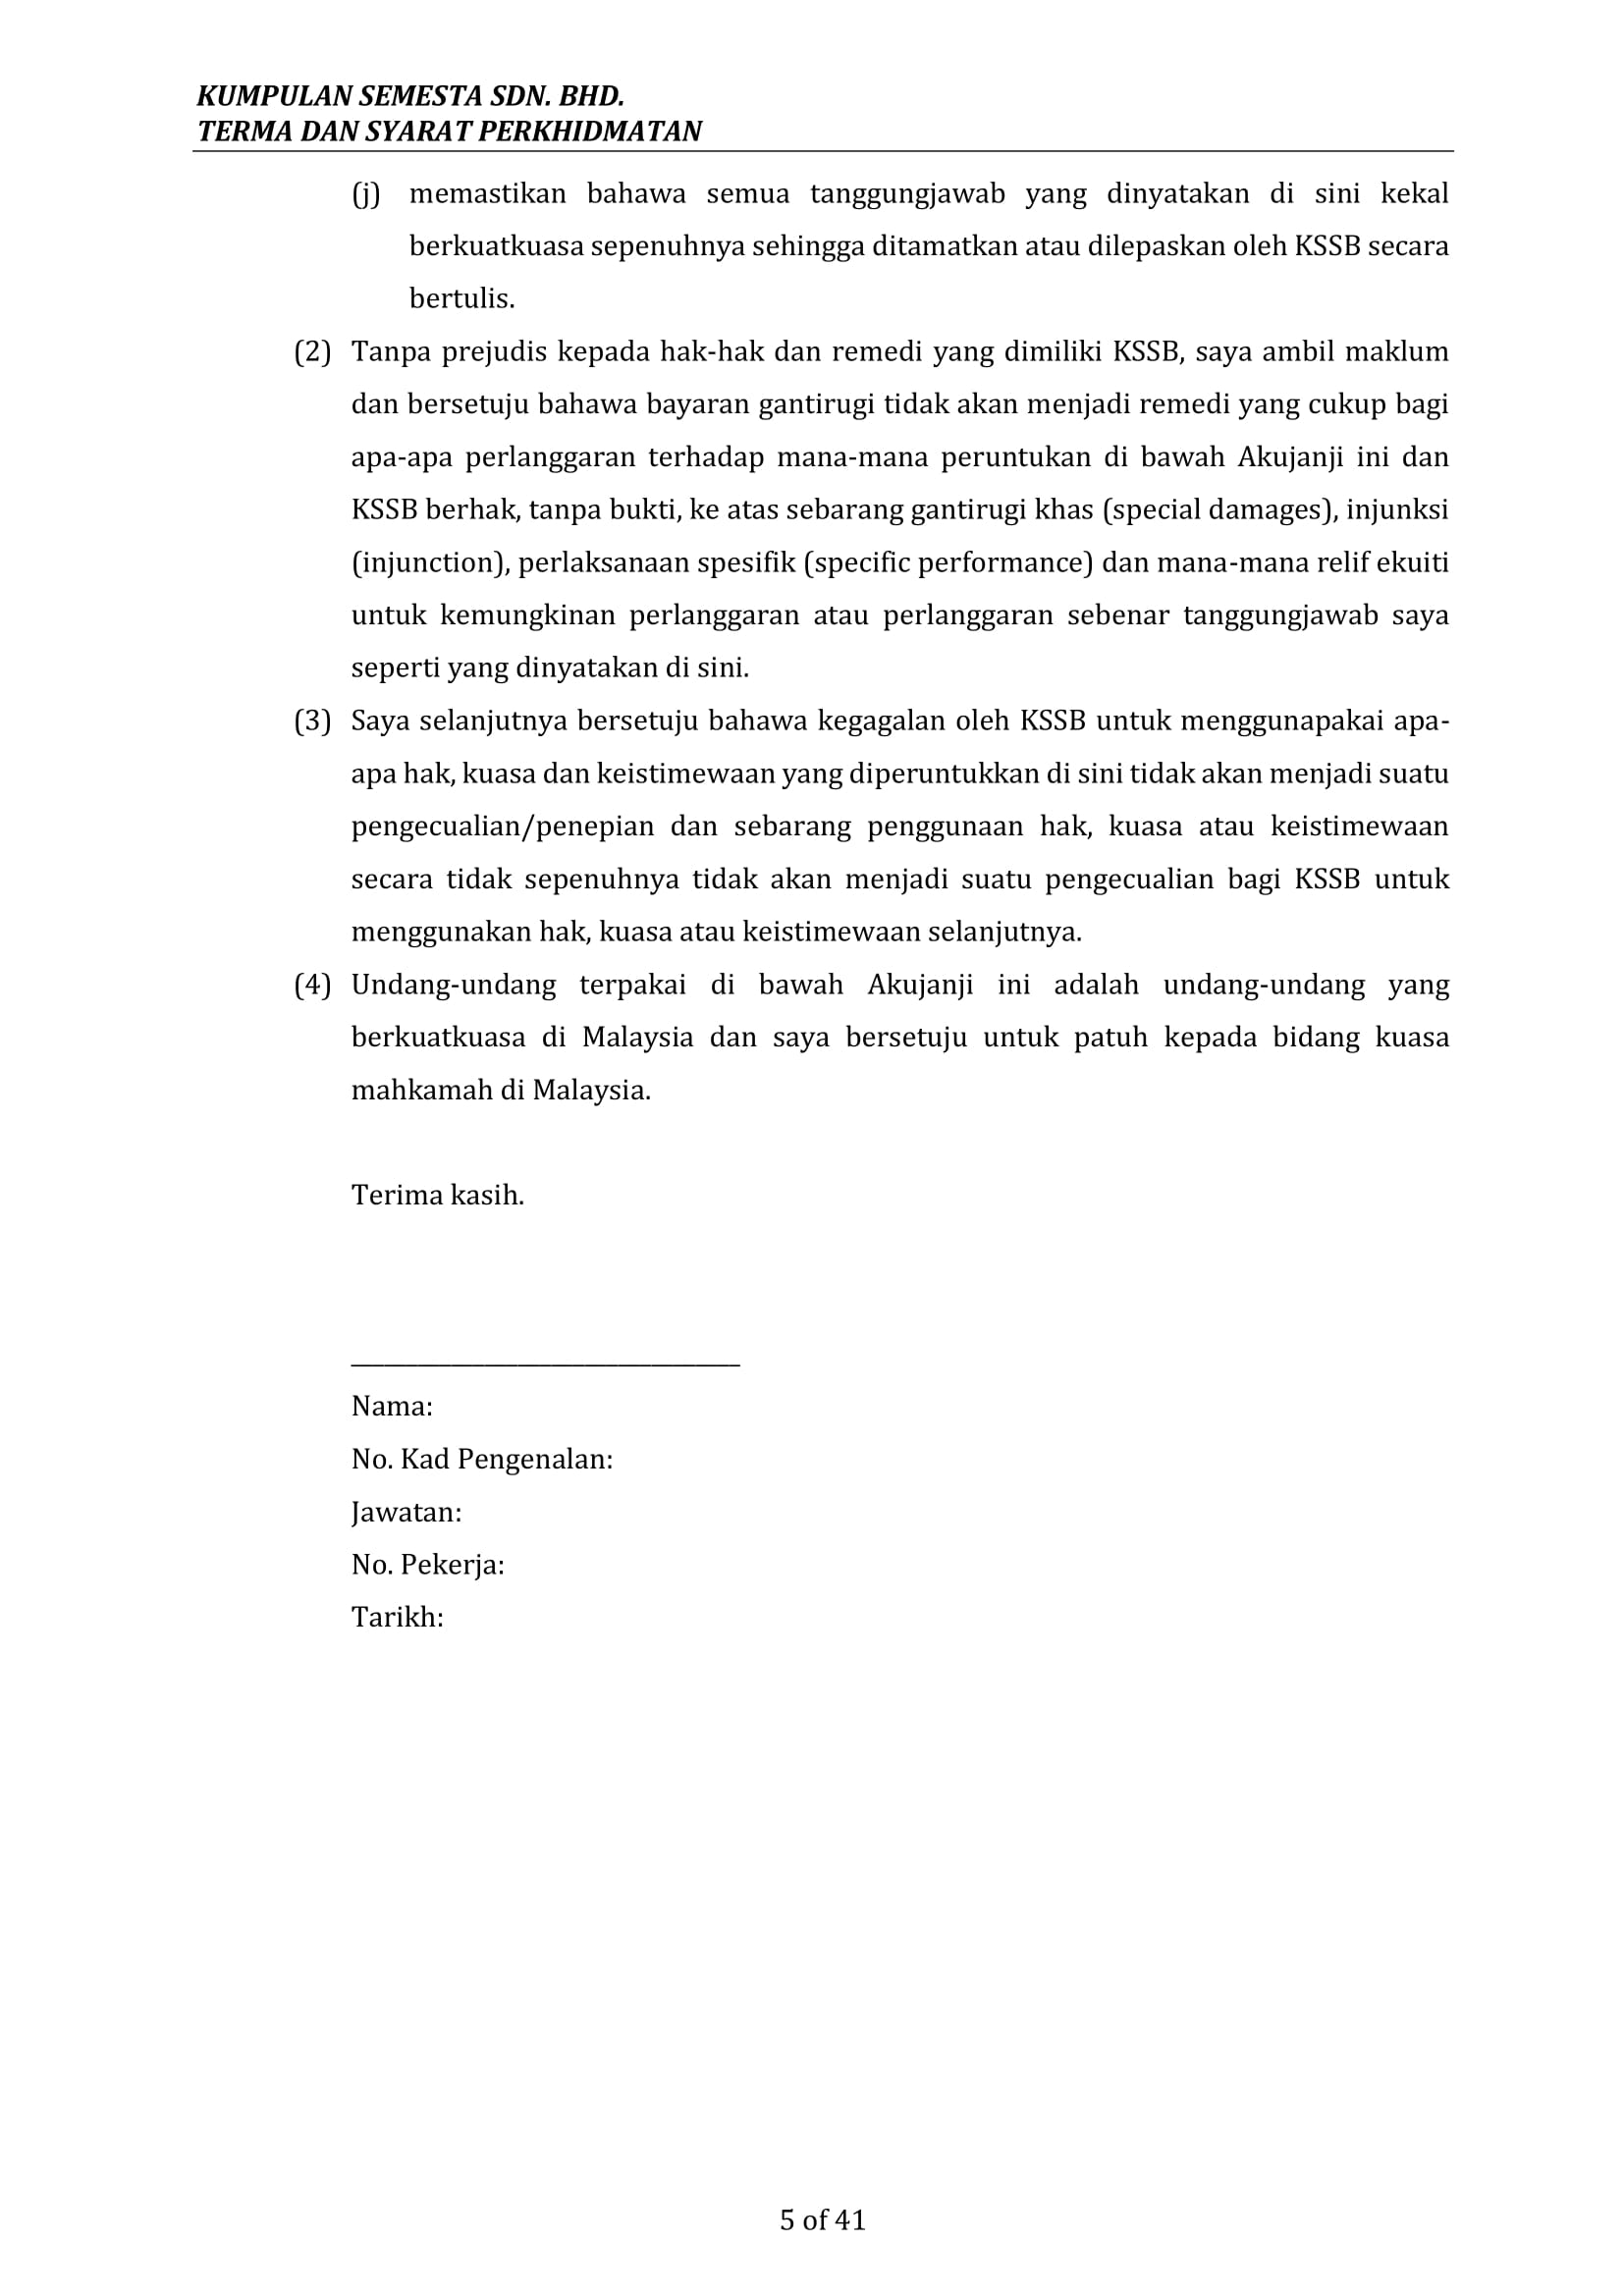 KUMPULAN SEMESTA SDN. BHD.
TERMA DAN SYARAT PERKHIDMATAN
(j) memastikan bahawa semua tanggungjawab yang dinyatakan di sini kekal
berkuatkuasa sepenuhnya sehingga ditamatkan atau dilepaskan oleh KSSB secara
bertulis.
(2) Tanpa prejudis kepada hak-hak dan remedi yang dimiliki KSSB, saya ambil maklum
dan bersetuju bahawa bayaran gantirugi tidak akan menjadi remedi yang cukup bagi
apa-apa perlanggaran terhadap mana-mana peruntukan di bawah Akujanji ini dan
KSSB berhak, tanpa bukti, ke atas sebarang gantirugi khas (special damages), injunksi
(injunction), perlaksanaan spesifik (specific performance) dan mana-mana relif ekuiti
untuk kemungkinan perlanggaran atau perlanggaran sebenar tanggungjawab saya
seperti yang dinyatakan di sini.
(3) Saya selanjutnya bersetuju bahawa kegagalan oleh KSSB untuk menggunapakai apa-
apa hak, kuasa dan keistimewaan yang diperuntukkan di sini tidak akan menjadi suatu
pengecualian/penepian dan sebarang penggunaan hak, kuasa atau keistimewaan
secara tidak sepenuhnya tidak akan menjadi suatu pengecualian bagi KSSB untuk
menggunakan hak, kuasa atau keistimewaan selanjutnya.
(4) Undang-undang terpakai di bawah Akujanji ini adalah undang-undang yang
berkuatkuasa di Malaysia dan saya bersetuju untuk patuh kepada bidang kuasa
mahkamah di Malaysia.
Terima kasih.
Nama:
No. Kad Pengenalan:
Jawatan:
No. Pekerja:
Tarikh:
5 of 41